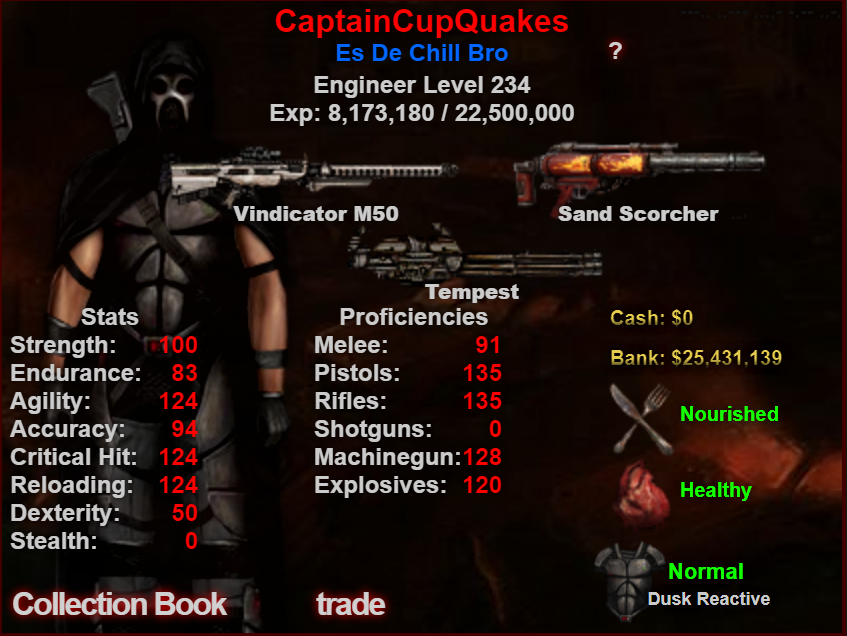 CaptainCupQuakes
Es De Chill Bro
?
Engineer Level 234
Exp: 8,173,180 / 22,500,000
Vindicator M50
Sand Scorcher
Tempest
Stats
Strength: 100
Endurance: 83
Agility: 124
Accuracy: 94
Critical Hit: 124
Reloading: 124
Dexterity: 50
Stealth: 0
Proficiencies
Melee: 91
Pistols: 135
Rifles: 135
Shotguns: 0
Machinegun: 128
Explosives: 120
Cash: $0
Bank: $25,431,139
Nourished
Healthy
Normal
Dusk Reactive
Collection Book
trade